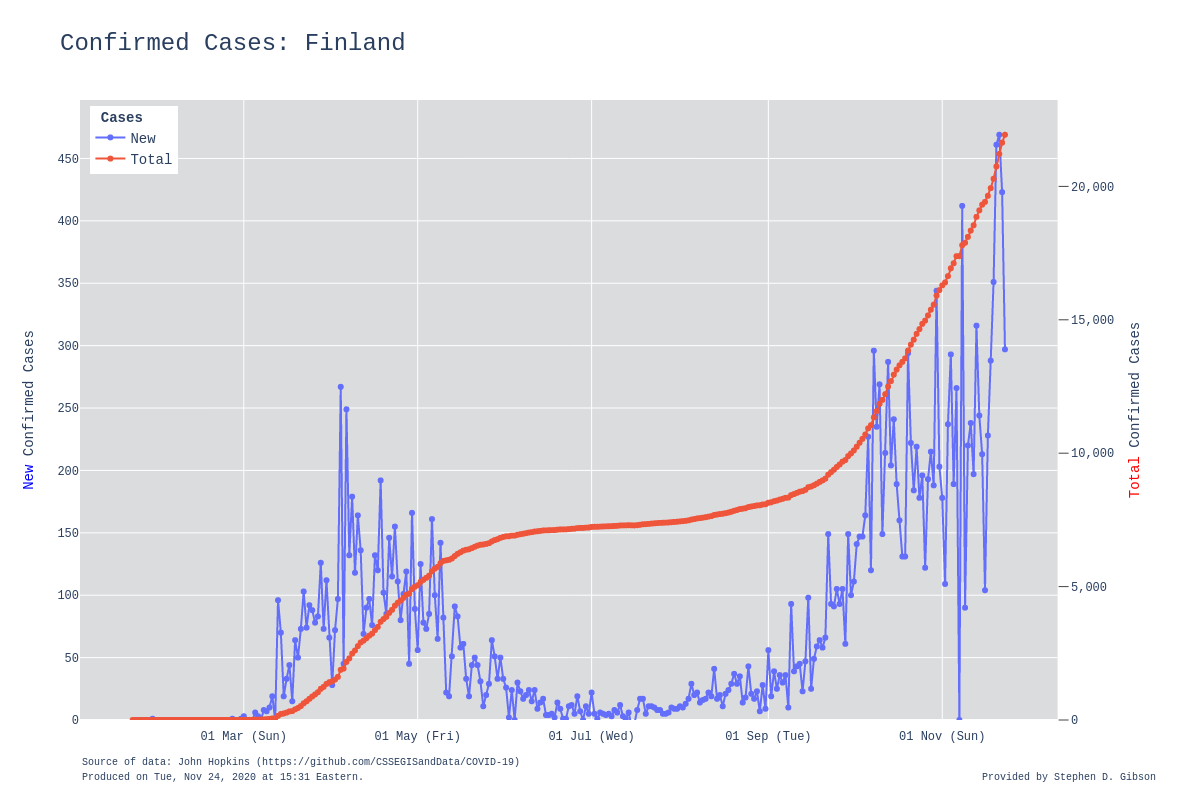 Confirmed Cases: Finland
Cases
New
Total
450
400
350
300
250
200
150
100
50
0
20,000
15,000
10,000
5,000
0
New Confirmed Cases
Total Confirmed Cases
01 Mar (Sun)
01 May (Fri)
01 Jul (Wed)
01 Sep (Tue)
01 Nov (Sun)
Source of data: John Hopkins (https://github.com/CSSEGISandData/COVID-19)
Produced on Tue, Nov 24, 2020 at 15:31 Eastern.
Provided by Stephen D. Gibson